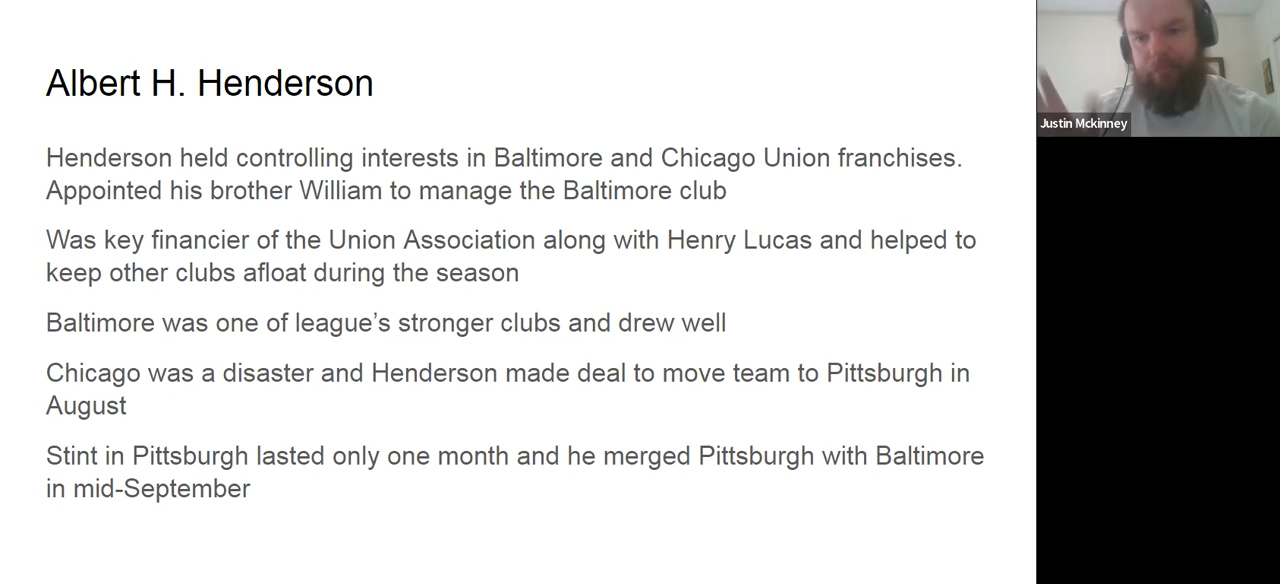 Albert H. Henderson
Henderson held controlling interests in Baltimore and Chicago Union franchises.
Appointed his brother William to manage the Baltimore club
Was key financier of the Union Association along with Henry Lucas and helped to
keep other clubs afloat during the season
Baltimore was one of league’s stronger clubs and drew well
Chicago was a disaster and Henderson made deal to move team to Pittsburgh in
August
Stint in Pittsburgh lasted only one month and he merged Pittsburgh with Baltimore
in mid-September
Justin Mckinney